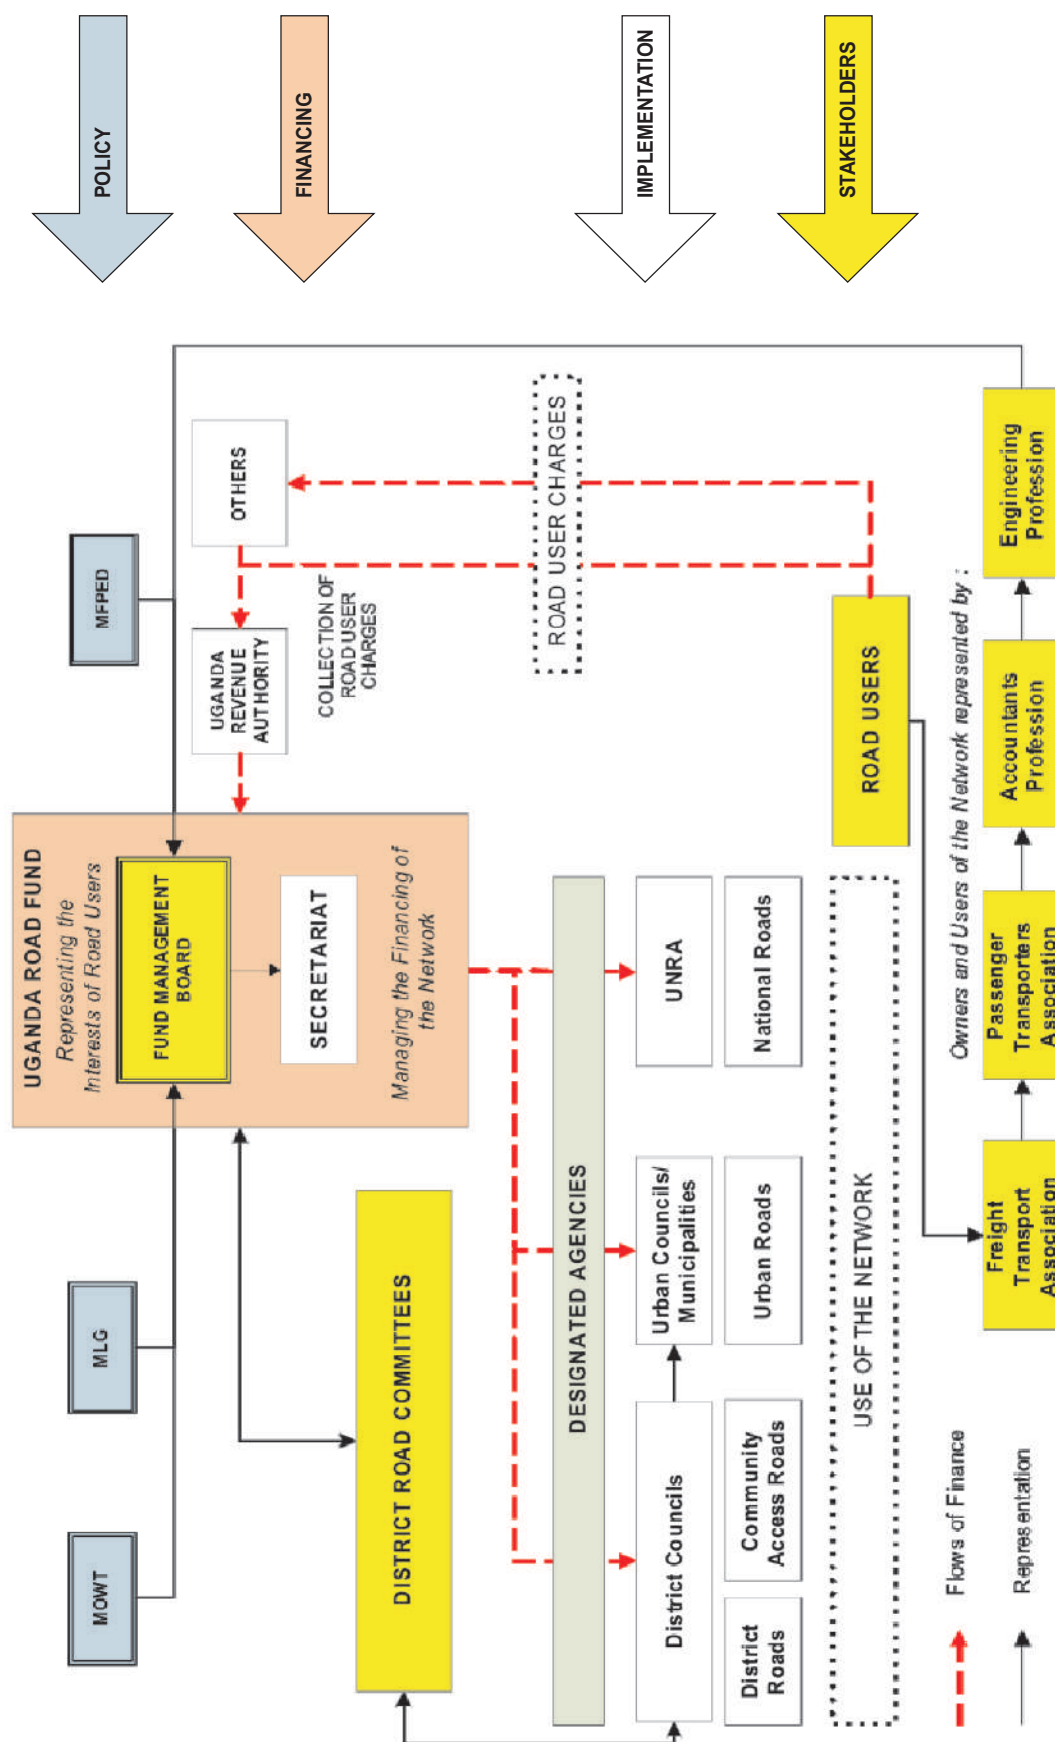 POLICY
FINANCING
IMPLEMENTATION
STAKEHOLDERS
MOWT
MLG
MFPED
UGANDA ROAD FUND
Representing the
Interests of Road Users
FUND MANAGEMENT
BOARD
SECRETARIAT
Managing the Financing of
the Network
OTHERS
UGANDA
REVENUE
AUTHORITY
COLLECTION OF
ROAD USER
CHARGES
DISTRICT ROAD COMMITTEES
DESIGNATED AGENCIES
ROAD USER CHARGES
District Councils
Urban Councils/
Municipalities
UNRA
District
Roads
Community
Access Roads
Urban Roads
National Roads
USE OF THE NETWORK
ROAD USERS
Owners and Users of the Network represented by :
Freight
Transport
Association
Passenger
Transporters
Association
Accountants
Profession
Engineering
Profession
Flows of Finance
Representation